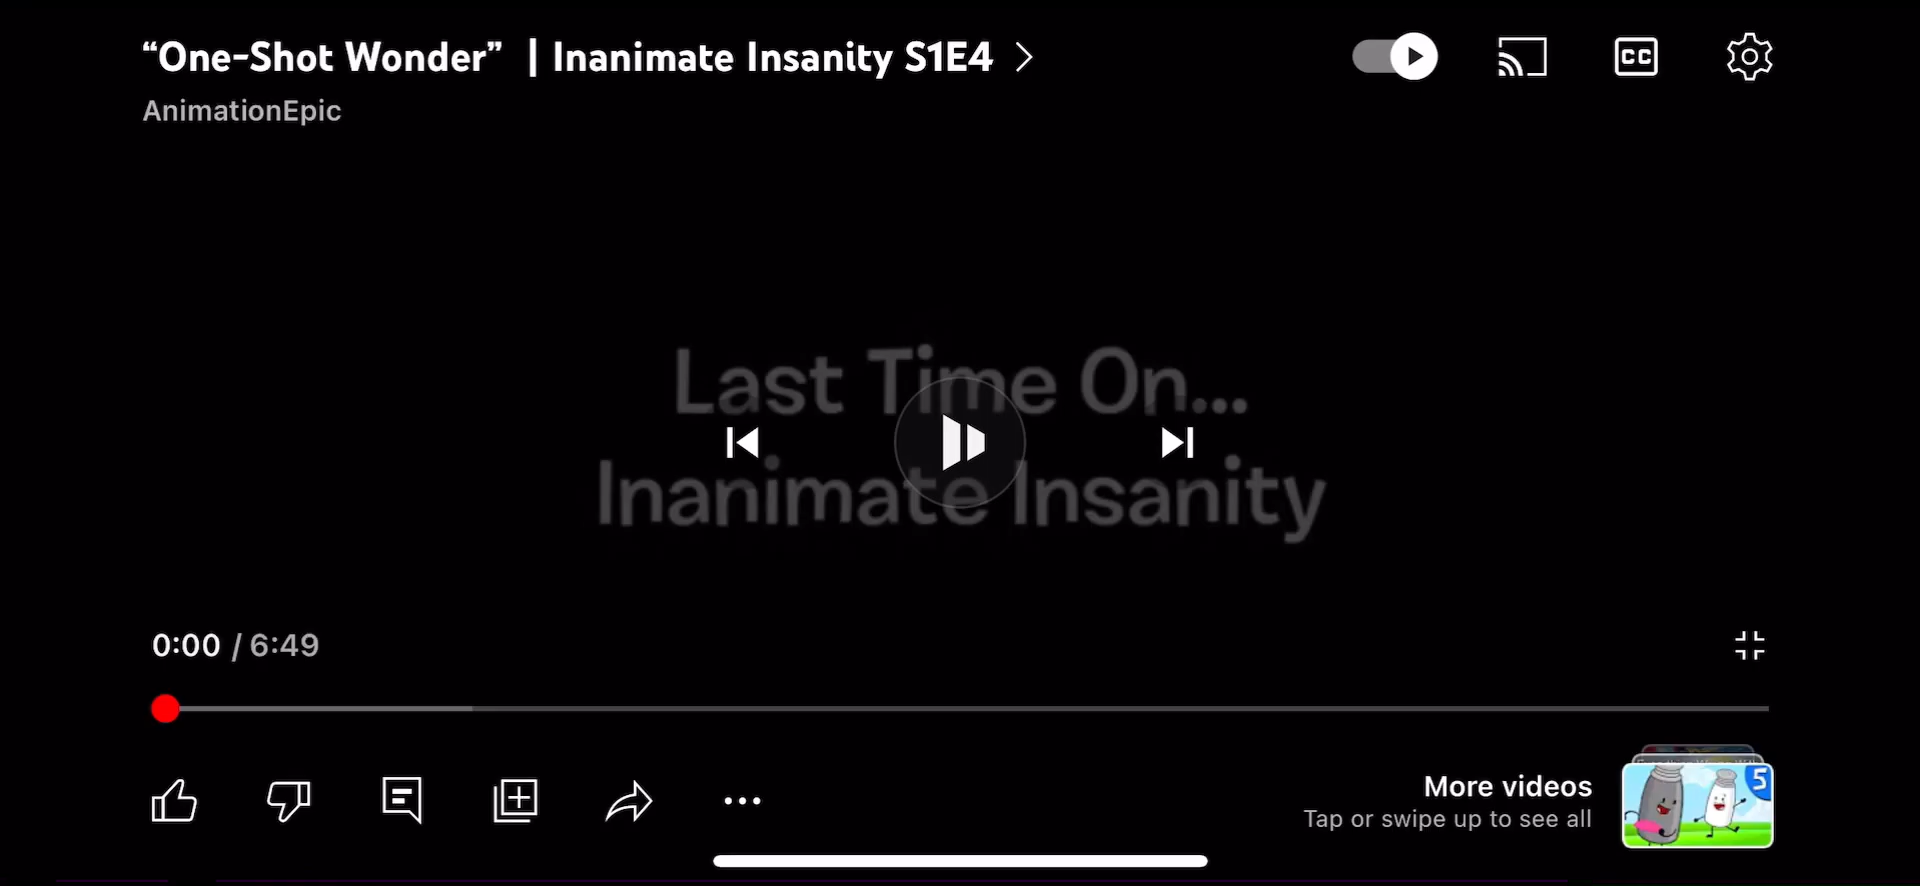 “One-Shot Wonder” | Inanimate Insanity S1E4
AnimationEpic
CC
Last Time On...
Inanimate Insanity
0:00 / 6:49
More videos
Tap or swipe up to see all
5